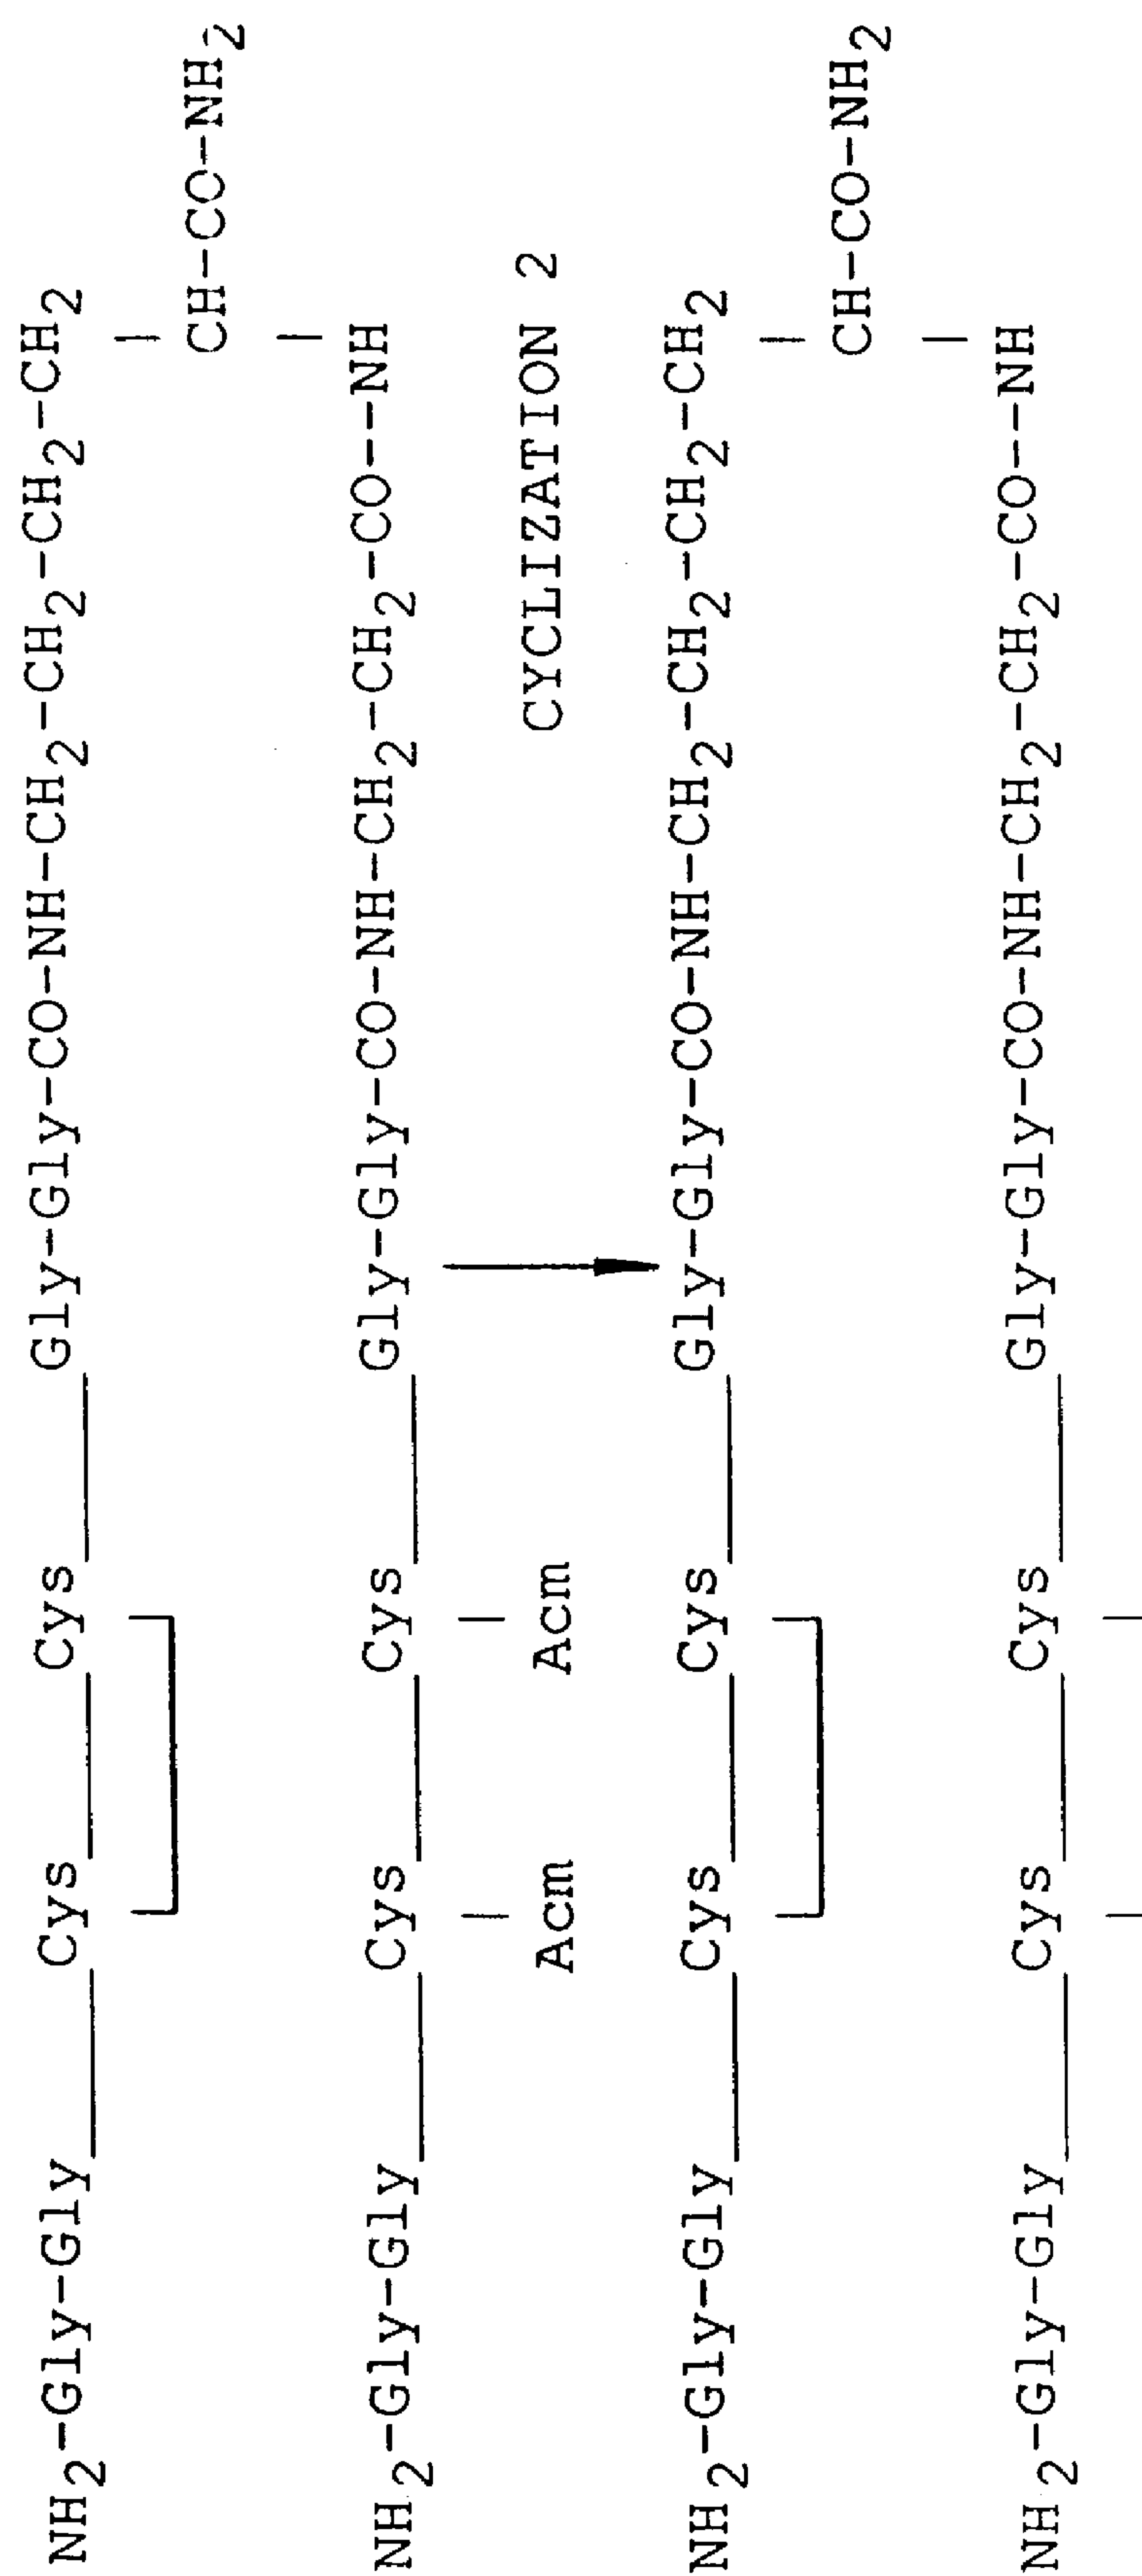 NH2-Gly-Gly Cys Cys Gly-Gly-CO-NH-CH2-CH2-CH2-CH2
CH-CO-NH2
NH2-Gly-Gly Cys Cys Gly-Gly-CO-NH-CH2-CH2-CO--NH
Acm Acm
CYCLIZATION 2
NH2-Gly-Gly Cys Cys Gly-Gly-CO-NH-CH2-CH2-CH2-CH2
CH-CO-NH2
NH2-Gly-Gly Cys Cys Gly-Gly-CO-NH-CH2-CH2-CO--NH